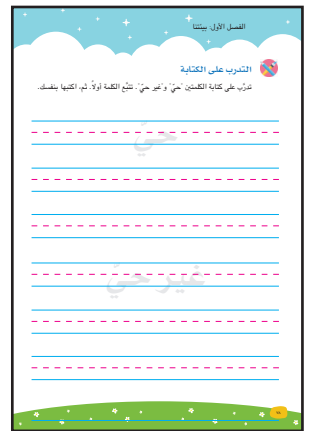 الفصل الأول: بيئتنا
التدرب على الكتابة
تدرَّب على كتابة الكلمتين "حيّ" و"غير حيّ". تتبَّع الكلمة أولاً. ثم، اكتبها بنفسك.
حيّ
غير حيّ